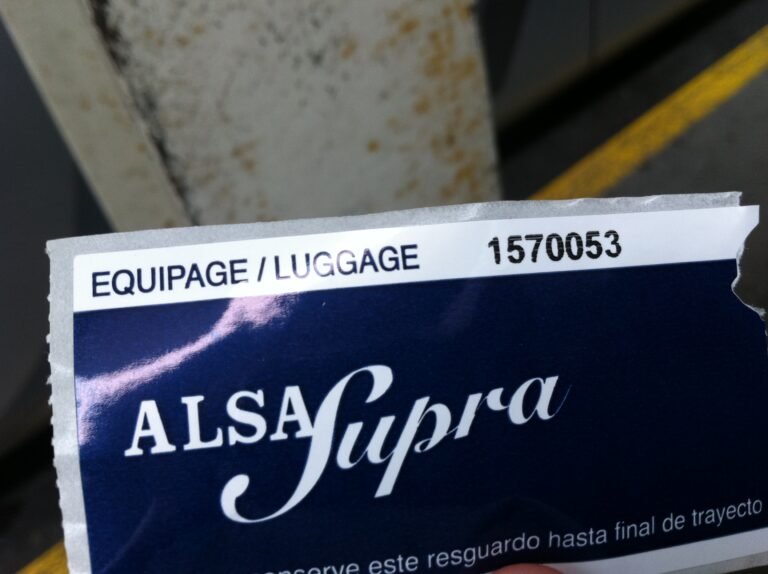 EQUIPAGE / LUGGAGE 1570053
ALSA Supra
este resguardo hasta final de trayecto